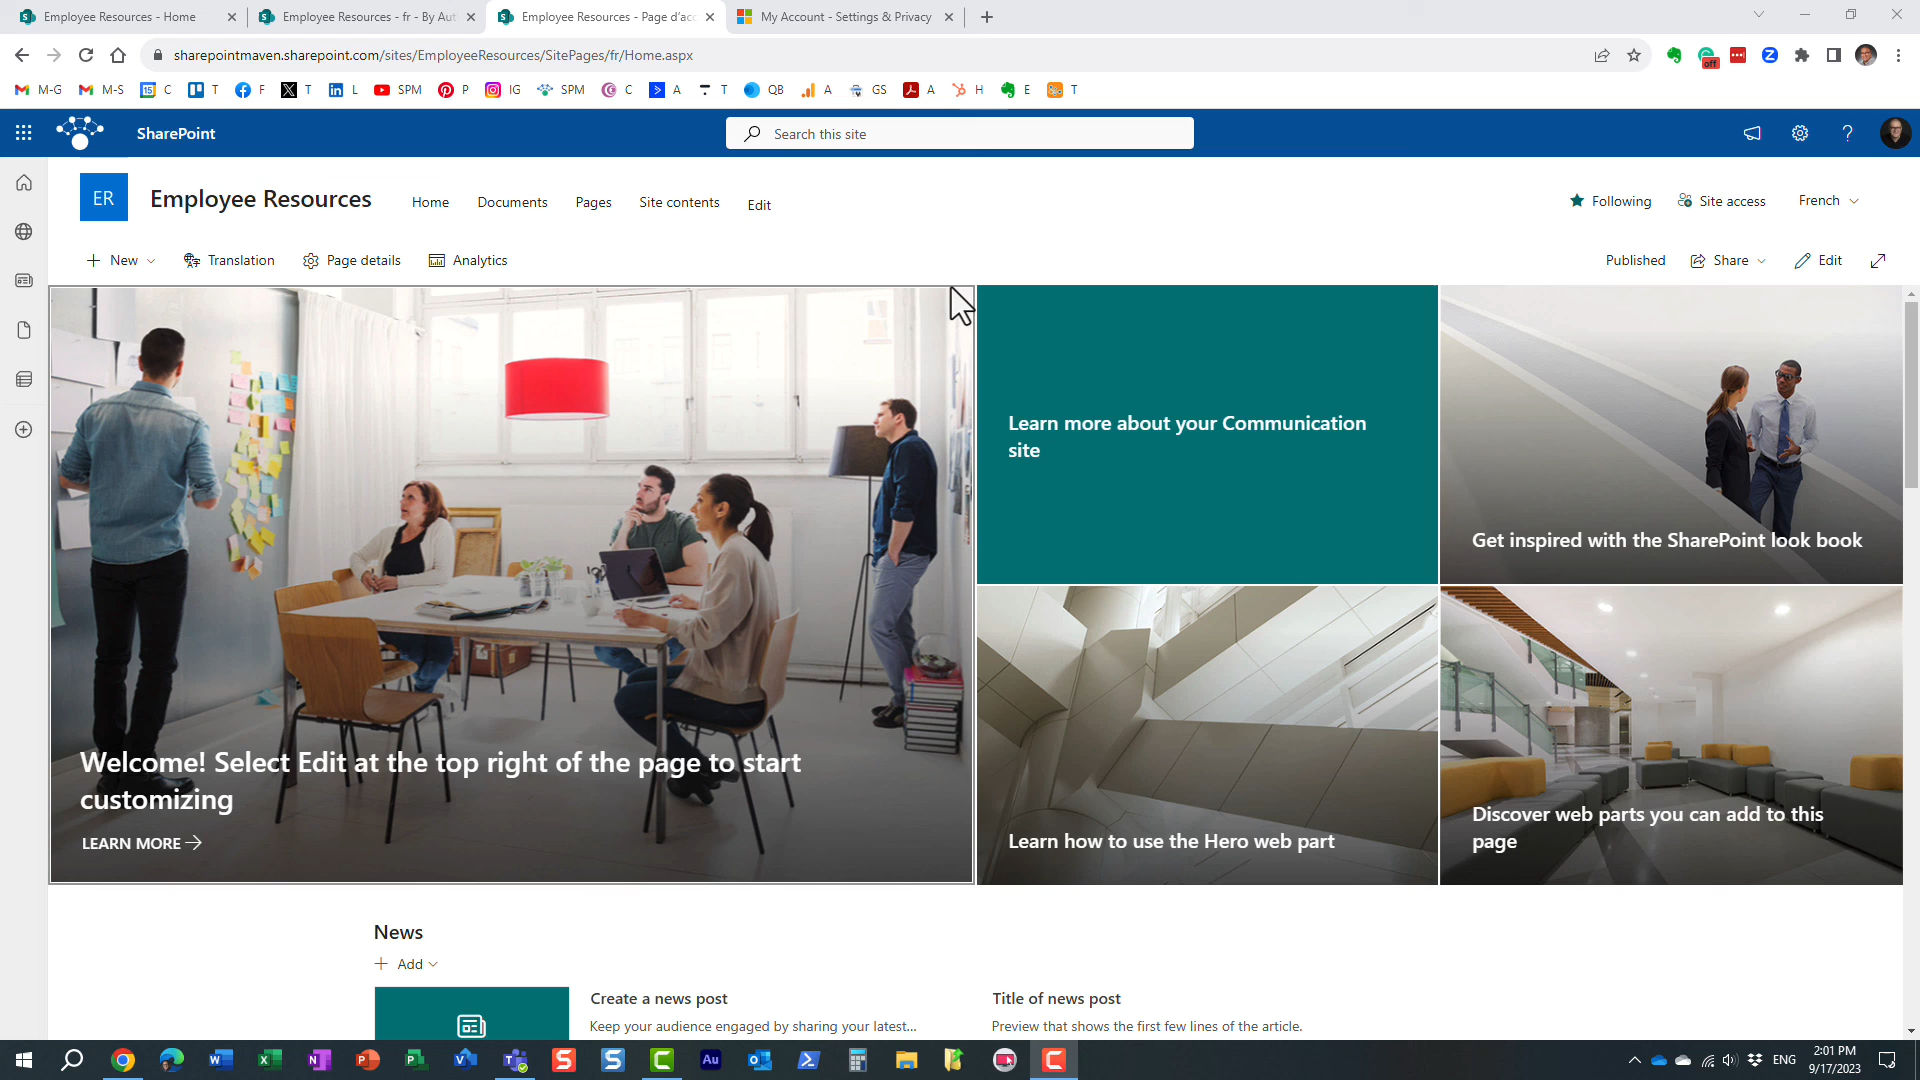 Employee Resources - Home
Employee Resources - fr - By Aut
Employee Resources - Page d'acc
My Account - Settings & Privacy
sharepointmaven.sharepoint.com/sites/EmployeeResources/SitePages/fr/Home.aspx
off
M-G
M-S
15
C
T
F
T
L
SPM
P
IG
SPM
C
A
T
QB
A
GS
A
H
E
T
SharePoint
Search this site
ER
Employee Resources
Home
Documents
Pages
Site contents
Edit
Following
Site access
French
New
Translation
Page details
Analytics
Published
Share
Edit
Learn more about your Communication
site
Get inspired with the SharePoint look book
Welcome! Select Edit at the top right of the page to start
customizing
LEARN MORE
Learn how to use the Hero web part
Discover web parts you can add to this
page
News
Add
Create a news post
Keep your audience engaged by sharing your latest...
Title of news post
Preview that shows the first few lines of the article.
Au
ENG
2:01 PM
9/17/2023